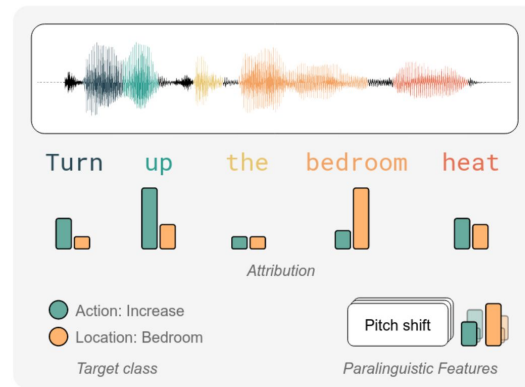 Turn up the bedroom heat
Attribution
Action: Increase
Location: Bedroom
Target class
Pitch shift
Paralinguistic Features